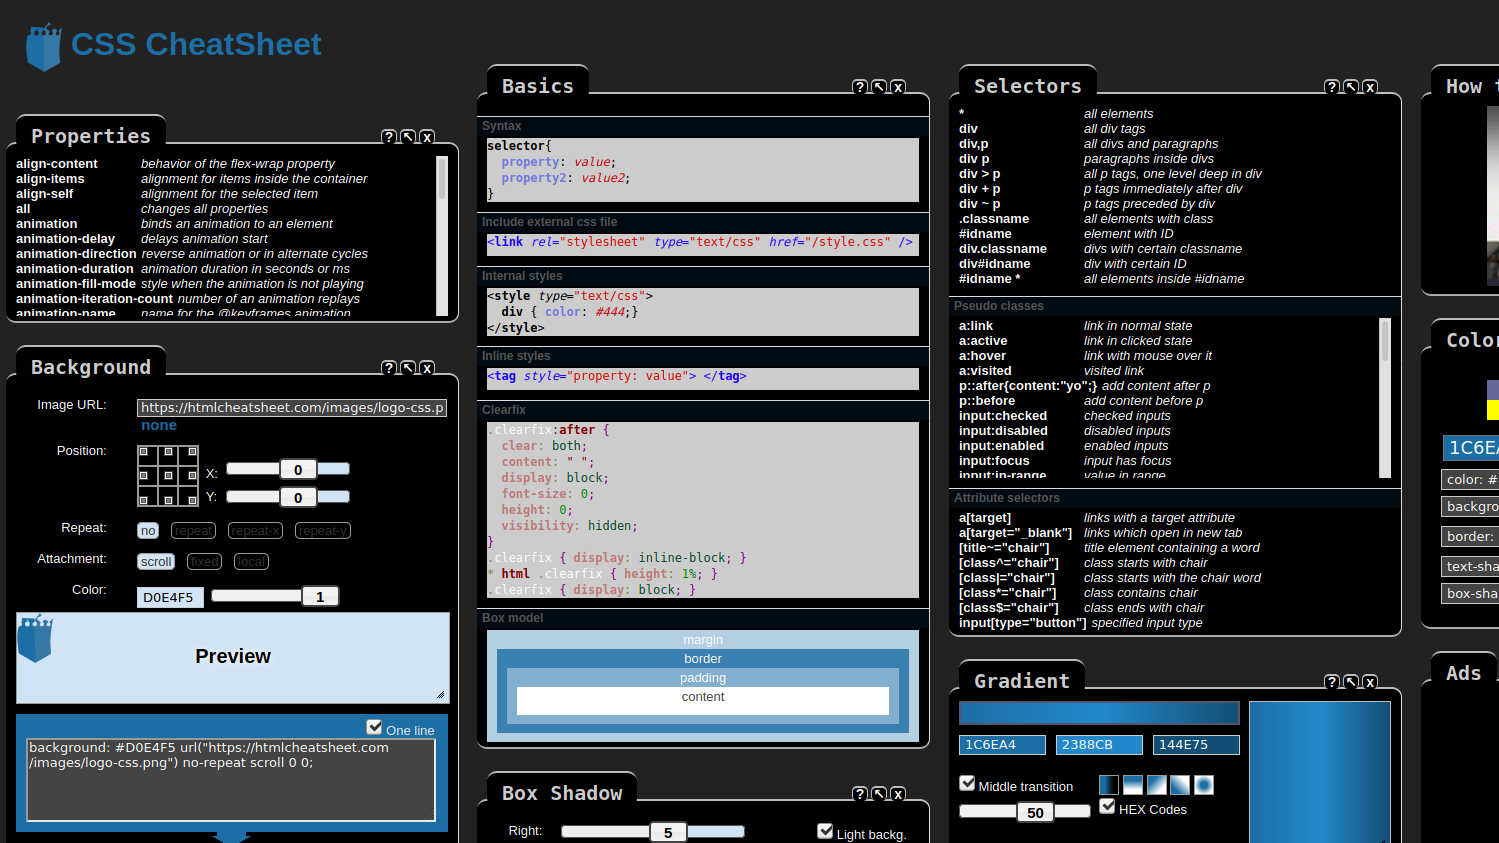 CSS CheatSheet
Properties
? ↖ x
align-content behavior of the flex-wrap property
align-items alignment for items inside the container
align-self alignment for the selected item
all changes all properties
animation binds an animation to an element
animation-delay delays animation start
animation-direction reverse animation or in alternate cycles
animation-duration animation duration in seconds or ms
animation-fill-mode style when the animation is not playing
animation-iteration-count number of an animation replays
animation-name name for the @keyframes animation
Background
? ↖ x
Image URL: https://htmlcheatsheet.com/images/logo-css.p
none
Position:
X: 0
Y: 0
Repeat: no repeat repeat-x repeat-y
Attachment: scroll fixed local
Color: D0E4F5 1
Preview
One line
background: #D0E4F5 url("https://htmlcheatsheet.com
/images/logo-css.png") no-repeat scroll 0 0;
Basics
? ↖ x
Syntax
selector{
property: value;
property2: value2;
}
Include external css file
<link rel="stylesheet" type="text/css" href="/style.css" />
Internal styles
<style type="text/css">
div { color: #444;}
</style>
Inline styles
<tag style="property: value"> </tag>
Clearfix
.clearfix:after {
clear: both;
content: " ";
display: block;
font-size: 0;
height: 0;
visibility: hidden;
}
.clearfix { display: inline-block; }
* html .clearfix { height: 1%; }
.clearfix { display: block; }
Box model
margin
border
padding
content
Box Shadow
? ↖ x
Right: 5
Light backg.
Selectors
? ↖ x
* all elements
div all div tags
div,p all divs and paragraphs
div p paragraphs inside divs
div > p all p tags, one level deep in div
div + p p tags immediately after div
div ~ p p tags preceded by div
.classname all elements with class
#idname element with ID
div.classname divs with certain classname
div#idname div with certain ID
#idname * all elements inside #idname
Pseudo classes
a:link link in normal state
a:active link in clicked state
a:hover link with mouse over it
a:visited visited link
p::after{content:"yo";} add content after p
p::before add content before p
input:checked checked inputs
input:disabled disabled inputs
input:enabled enabled inputs
input:focus input has focus
input:in-range value in range
Attribute selectors
a[target] links with a target attribute
a[target="_blank"] links which open in new tab
[title~="chair"] title element containing a word
[class^="chair"] class starts with chair
[class|="chair"] class starts with the chair word
[class*="chair"] class contains chair
[class$="chair"] class ends with chair
input[type="button"] specified input type
Gradient
? ↖ x
1C6EA4 2388CB 144E75
Middle transition
50
HEX Codes
How t
Color
1C6EA
color: #
backgro
border:
text-sha
box-sha
Ads